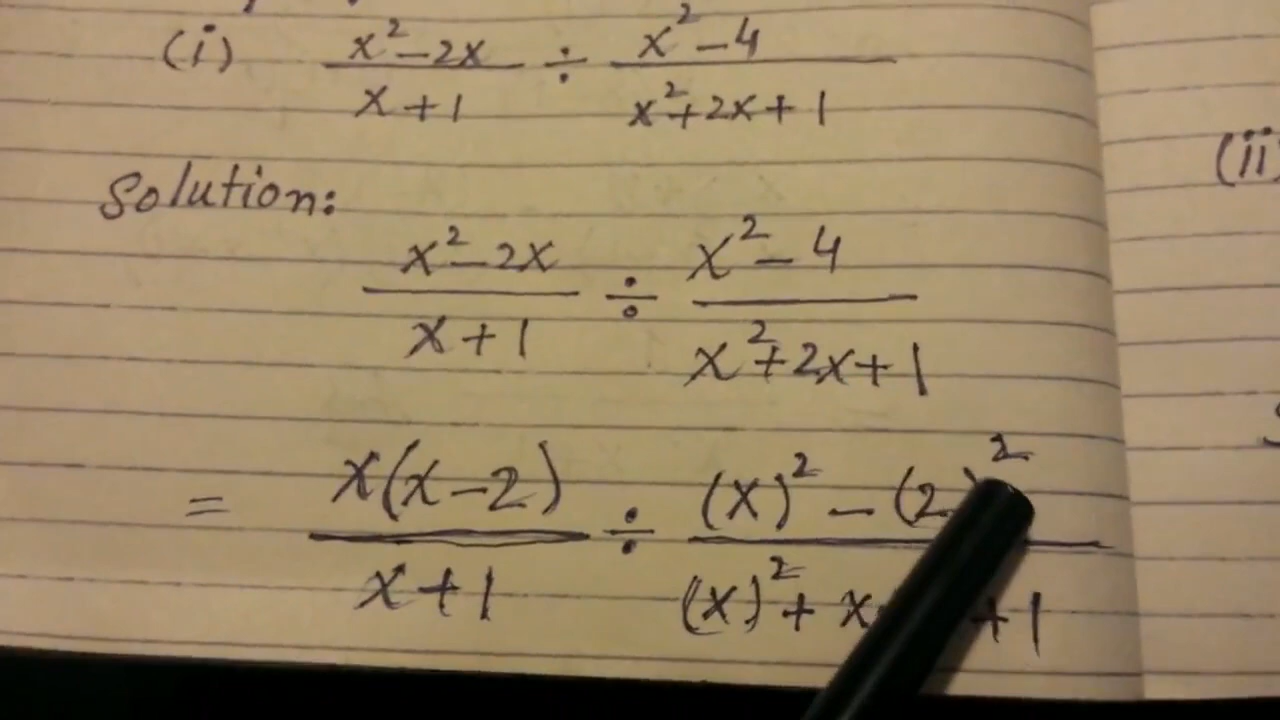 (i) x²-2x / x+1 ÷ x²-4 / x²+2x+1
(ii)
Solution:
x²-2x / x+1 ÷ x²-4 / x²+2x+1
= x(x-2) / x+1 ÷ (x)²-(2)² / (x)²+x +1